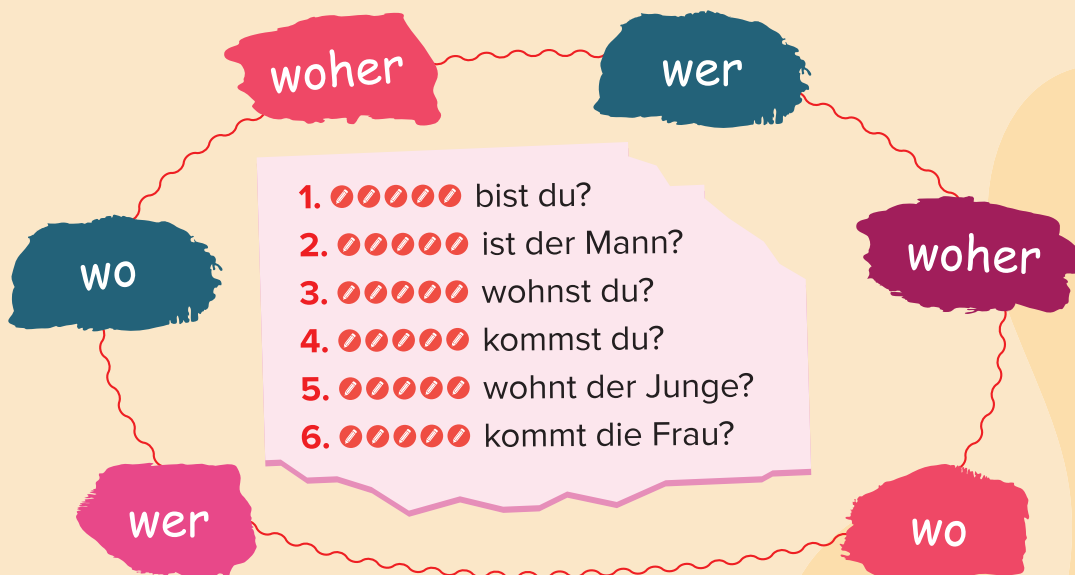 woher
wer
wo
woher
1. bist du?
2. ist der Mann?
3. wohnst du?
4. kommst du?
5. wohnt der Junge?
6. kommt die Frau?
wer
wo